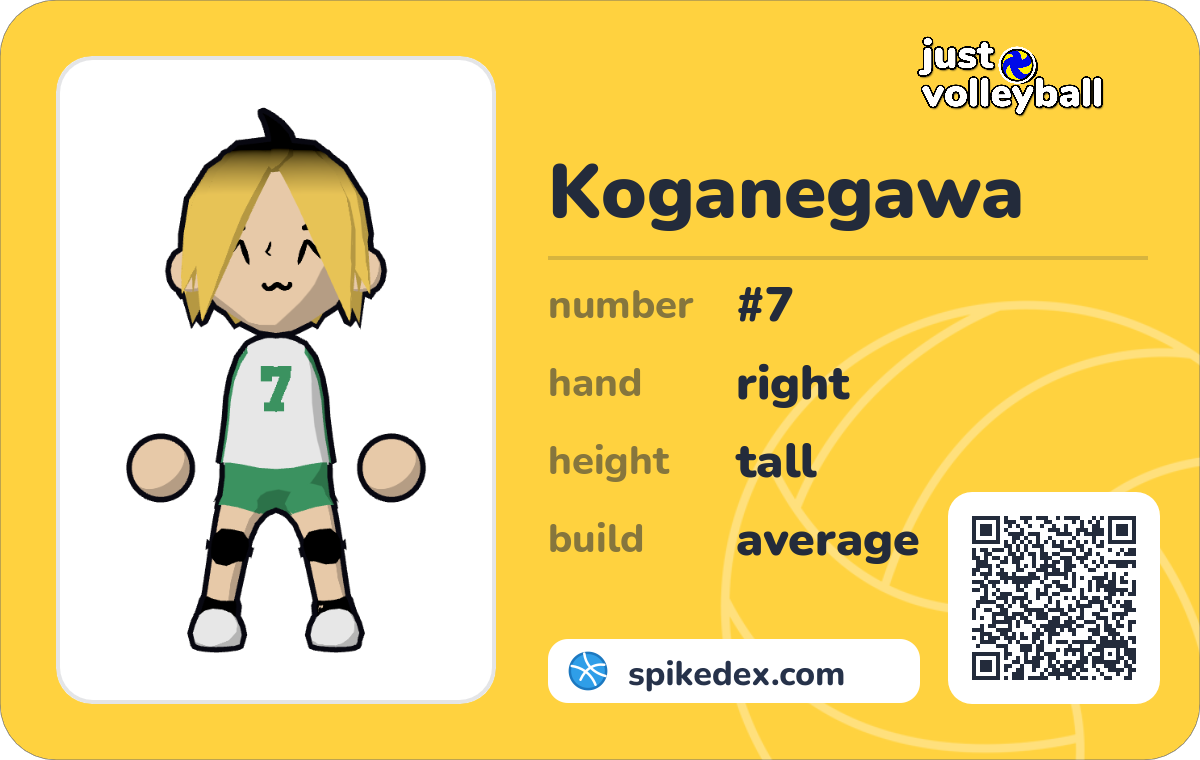 just
volleyball
Koganegawa
number #7
hand right
height tall
build average
7
spikedex.com